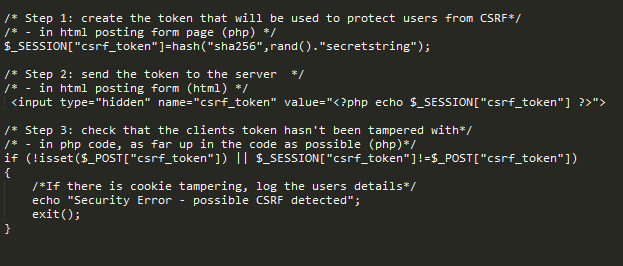 /* Step 1: create the token that will be used to protect users from CSRF*/
/* - in html posting form page (php) */
$_SESSION["csrf_token"]=hash("sha256",rand()."secretstring");
/* Step 2: send the token to the server  */
/* - in html posting form (html) */
<input type="hidden" name="csrf_token" value="<?php echo $_SESSION["csrf_token"] ?>">
/* Step 3: check that the clients token hasn't been tampered with*/
/* - in php code, as far up in the code as possible (php)*/
if (!isset($_POST["csrf_token"]) || $_SESSION["csrf_token"]!=$_POST["csrf_token"])
{
/*If there is cookie tampering, log the users details*/
echo "Security Error - possible CSRF detected";
exit();
}